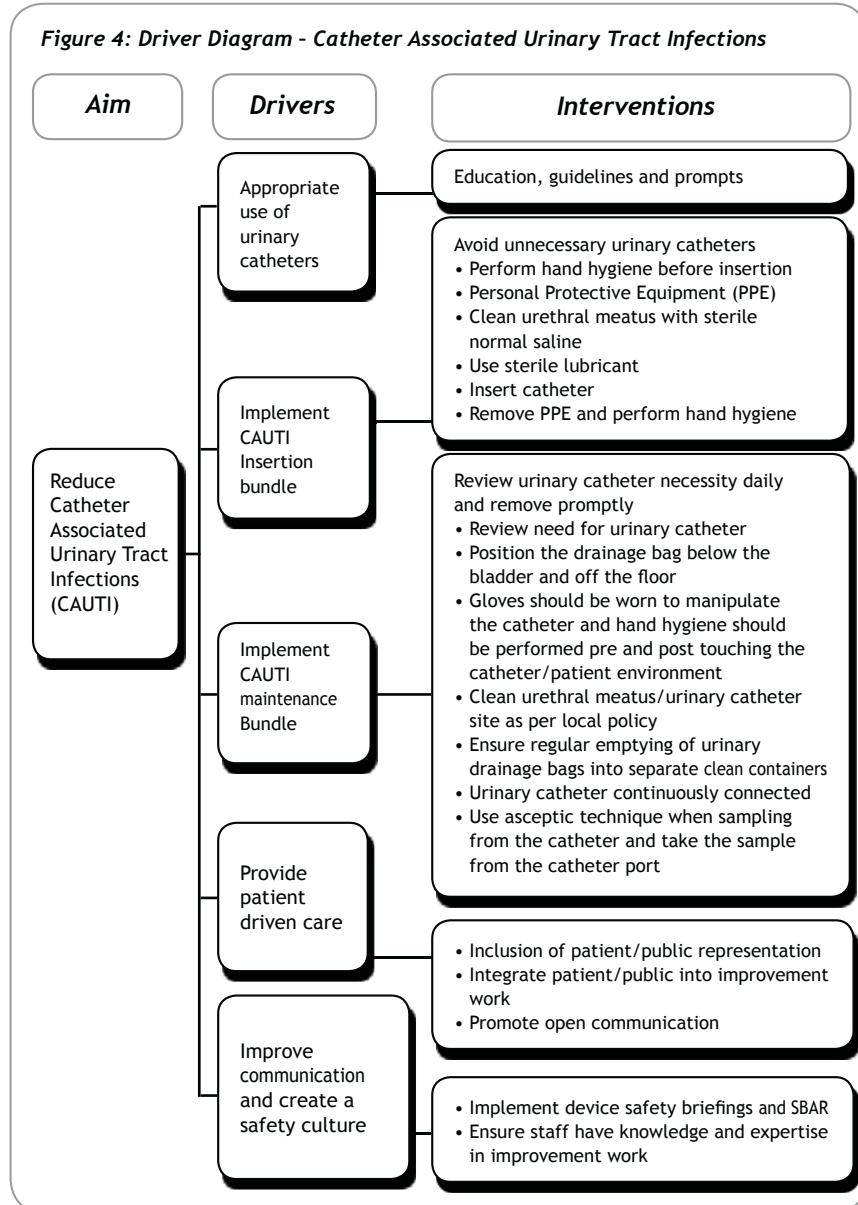 Figure 4: Driver Diagram – Catheter Associated Urinary Tract Infections
Aim
Drivers
Interventions
Reduce
Catheter
Associated
Urinary Tract
Infections
(CAUTI)
Appropriate
use of
urinary
catheters
Education, guidelines and prompts
Implement
CAUTI
Insertion
bundle
Avoid unnecessary urinary catheters
• Perform hand hygiene before insertion
• Personal Protective Equipment (PPE)
• Clean urethral meatus with sterile
normal saline
• Use sterile lubricant
• Insert catheter
• Remove PPE and perform hand hygiene
Implement
CAUTI
maintenance
Bundle
Review urinary catheter necessity daily
and remove promptly
• Review need for urinary catheter
• Position the drainage bag below the
bladder and off the floor
• Gloves should be worn to manipulate
the catheter and hand hygiene should
be performed pre and post touching the
catheter/patient environment
• Clean urethral meatus/urinary catheter
site as per local policy
• Ensure regular emptying of urinary
drainage bags into separate clean containers
• Urinary catheter continuously connected
• Use asceptic technique when sampling
from the catheter and take the sample
from the catheter port
Provide
patient
driven care
• Inclusion of patient/public representation
• Integrate patient/public into improvement
work
• Promote open communication
Improve
communication
and create a
safety culture
• Implement device safety briefings and SBAR
• Ensure staff have knowledge and expertise
in improvement work